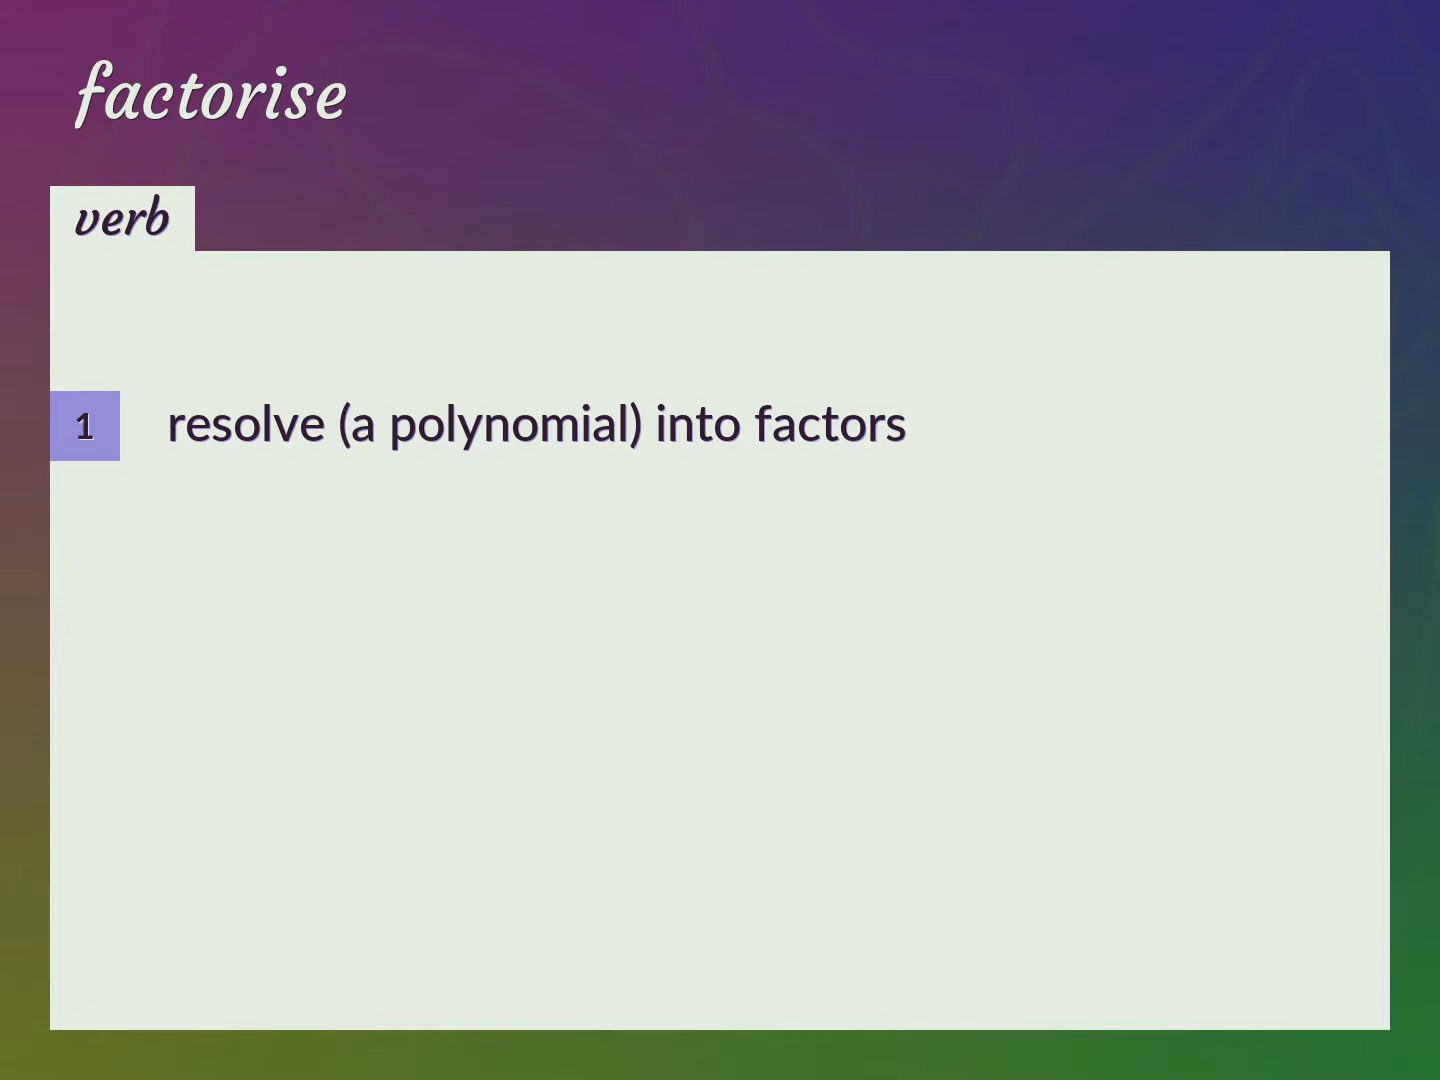 factorise
verb
1 resolve (a polynomial) into factors